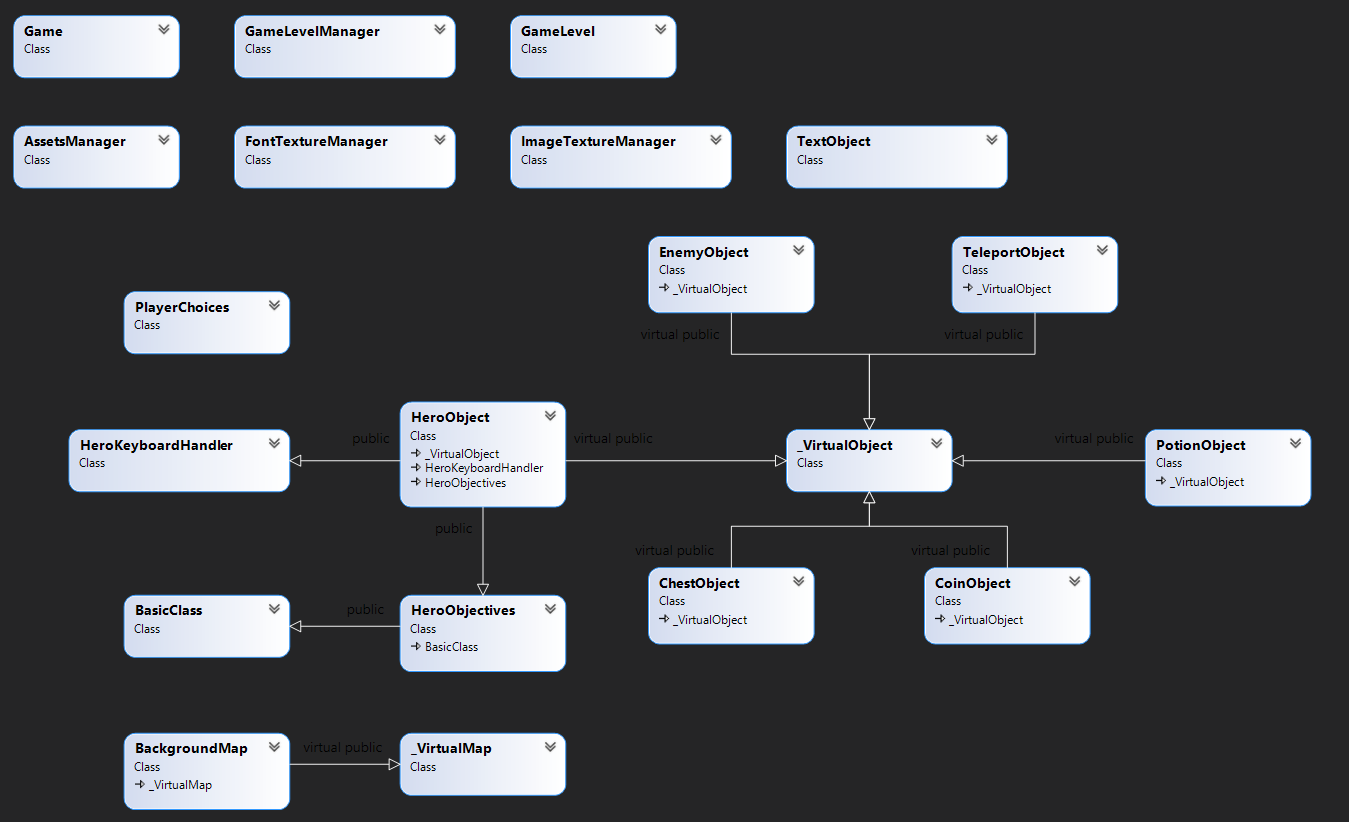 Game
Class
GameLevelManager
Class
GameLevel
Class
AssetsManager
Class
FontTextureManager
Class
ImageTextureManager
Class
TextObject
Class
EnemyObject
Class
_VirtualObject
TeleportObject
Class
_VirtualObject
virtual public
virtual public
PlayerChoices
Class
HeroKeyboardHandler
Class
public
HeroObject
Class
_VirtualObject
HeroKeyboardHandler
HeroObjectives
virtual public
_VirtualObject
Class
virtual public
PotionObject
Class
_VirtualObject
public
virtual public
virtual public
ChestObject
Class
_VirtualObject
CoinObject
Class
_VirtualObject
BasicClass
Class
public
HeroObjectives
Class
BasicClass
BackgroundMap
Class
_VirtualMap
virtual public
_VirtualMap
Class